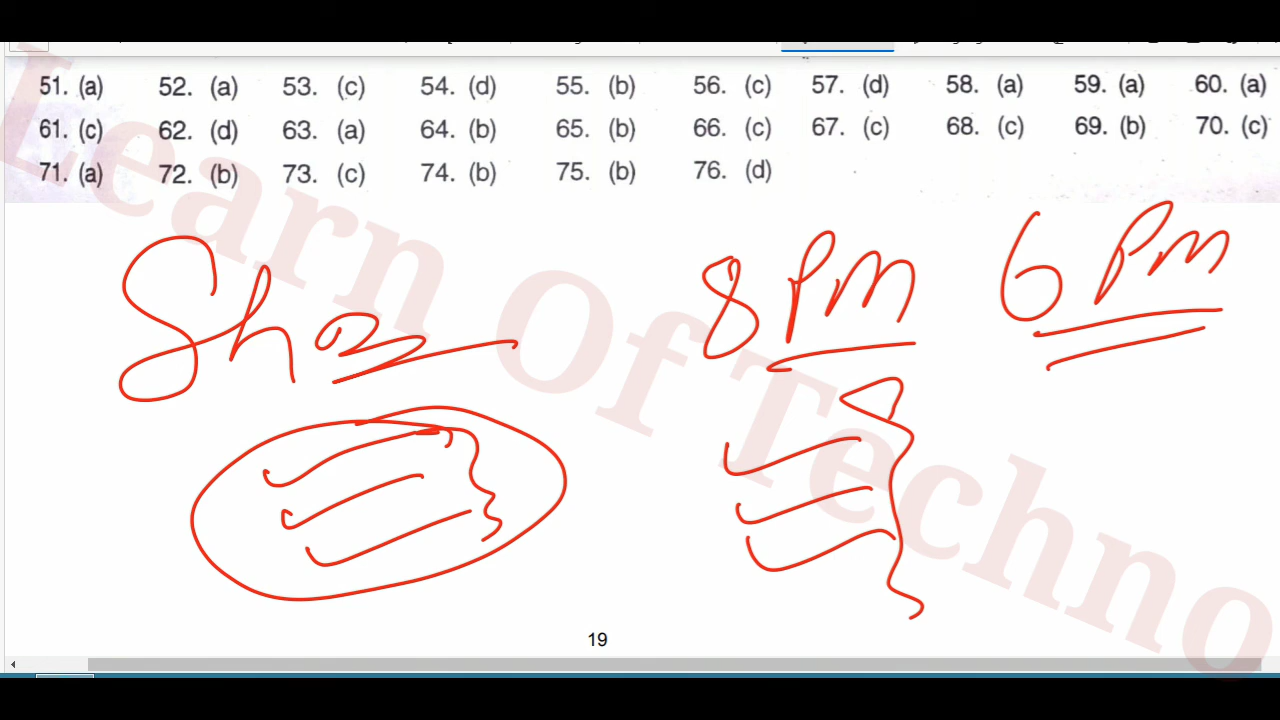 51. (a) 52. (a) 53. (c) 54. (d) 55. (b) 56. (c) 57. (d) 58. (a) 59. (a) 60. (a)
61. (c) 62. (d) 63. (a) 64. (b) 65. (b) 66. (c) 67. (c) 68. (c) 69. (b) 70. (c)
71. (a) 72. (b) 73. (c) 74. (b) 75. (b) 76. (d)
8 PM 6 PM
Learn Of Techno
19